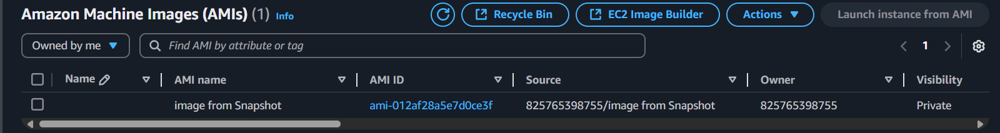 Amazon Machine Images (AMIs) (1) Info Recycle Bin EC2 Image Builder Actions Launch instance from AMI
Owned by me Find AMI by attribute or tag 1
Name AMI name AMI ID Source Owner Visibility
image from Snapshot ami-012af28a5e7d0ce3f 825765398755/image from Snapshot 825765398755 Private